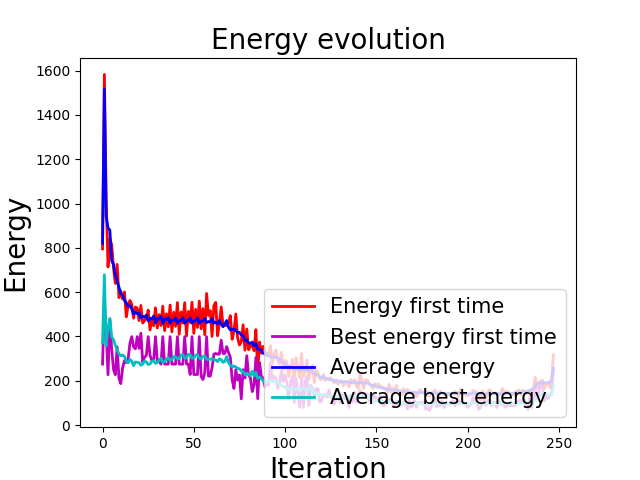 Energy evolution
1600
1400
1200
1000
800
600
400
200
0
Energy
Energy first time
Best energy first time
Average energy
Average best energy
0 50 100 150 200 250
Iteration